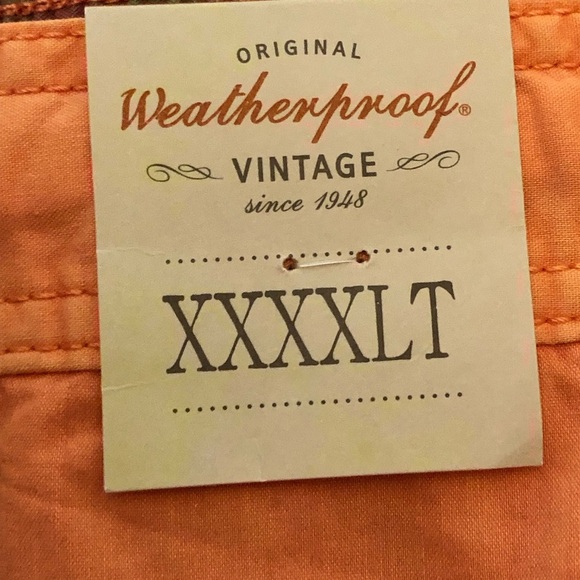 ORIGINAL
Weatherproof®
VINTAGE
since 1948
XXXXLT